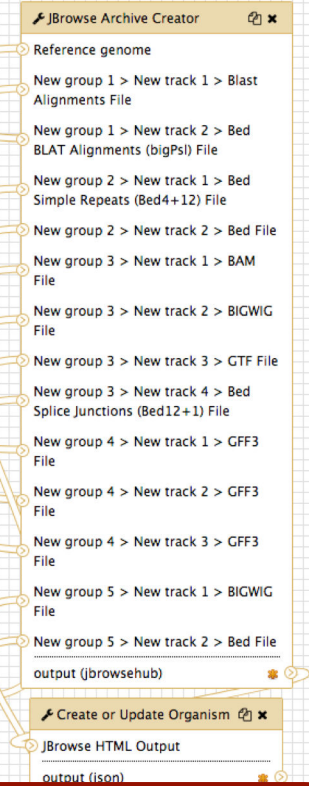 JBrowse Archive Creator
Reference genome
New group 1 > New track 1 > Blast
Alignments File
New group 1 > New track 2 > Bed
BLAT Alignments (bigPsl) File
New group 2 > New track 1 > Bed
Simple Repeats (Bed4+12) File
New group 2 > New track 2 > Bed File
New group 3 > New track 1 > BAM
File
New group 3 > New track 2 > BIGWIG
File
New group 3 > New track 3 > GTF File
New group 3 > New track 4 > Bed
Splice Junctions (Bed12+1) File
New group 4 > New track 1 > GFF3
File
New group 4 > New track 2 > GFF3
File
New group 4 > New track 3 > GFF3
File
New group 5 > New track 1 > BIGWIG
File
New group 5 > New track 2 > Bed File
output (jbrowsehub)
Create or Update Organism
JBrowse HTML Output
output (json)